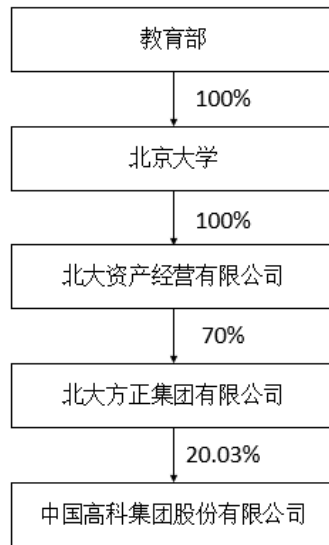 教育部
100%
北京大学
100%
北大资产经营有限公司
70%
北大方正集团有限公司
20.03%
中国高科集团股份有限公司